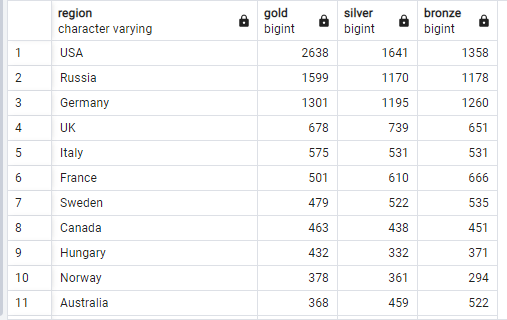 region gold silver bronze
character varying bigint bigint bigint
1 USA 2638 1641 1358
2 Russia 1599 1170 1178
3 Germany 1301 1195 1260
4 UK 678 739 651
5 Italy 575 531 531
6 France 501 610 666
7 Sweden 479 522 535
8 Canada 463 438 451
9 Hungary 432 332 371
10 Norway 378 361 294
11 Australia 368 459 522